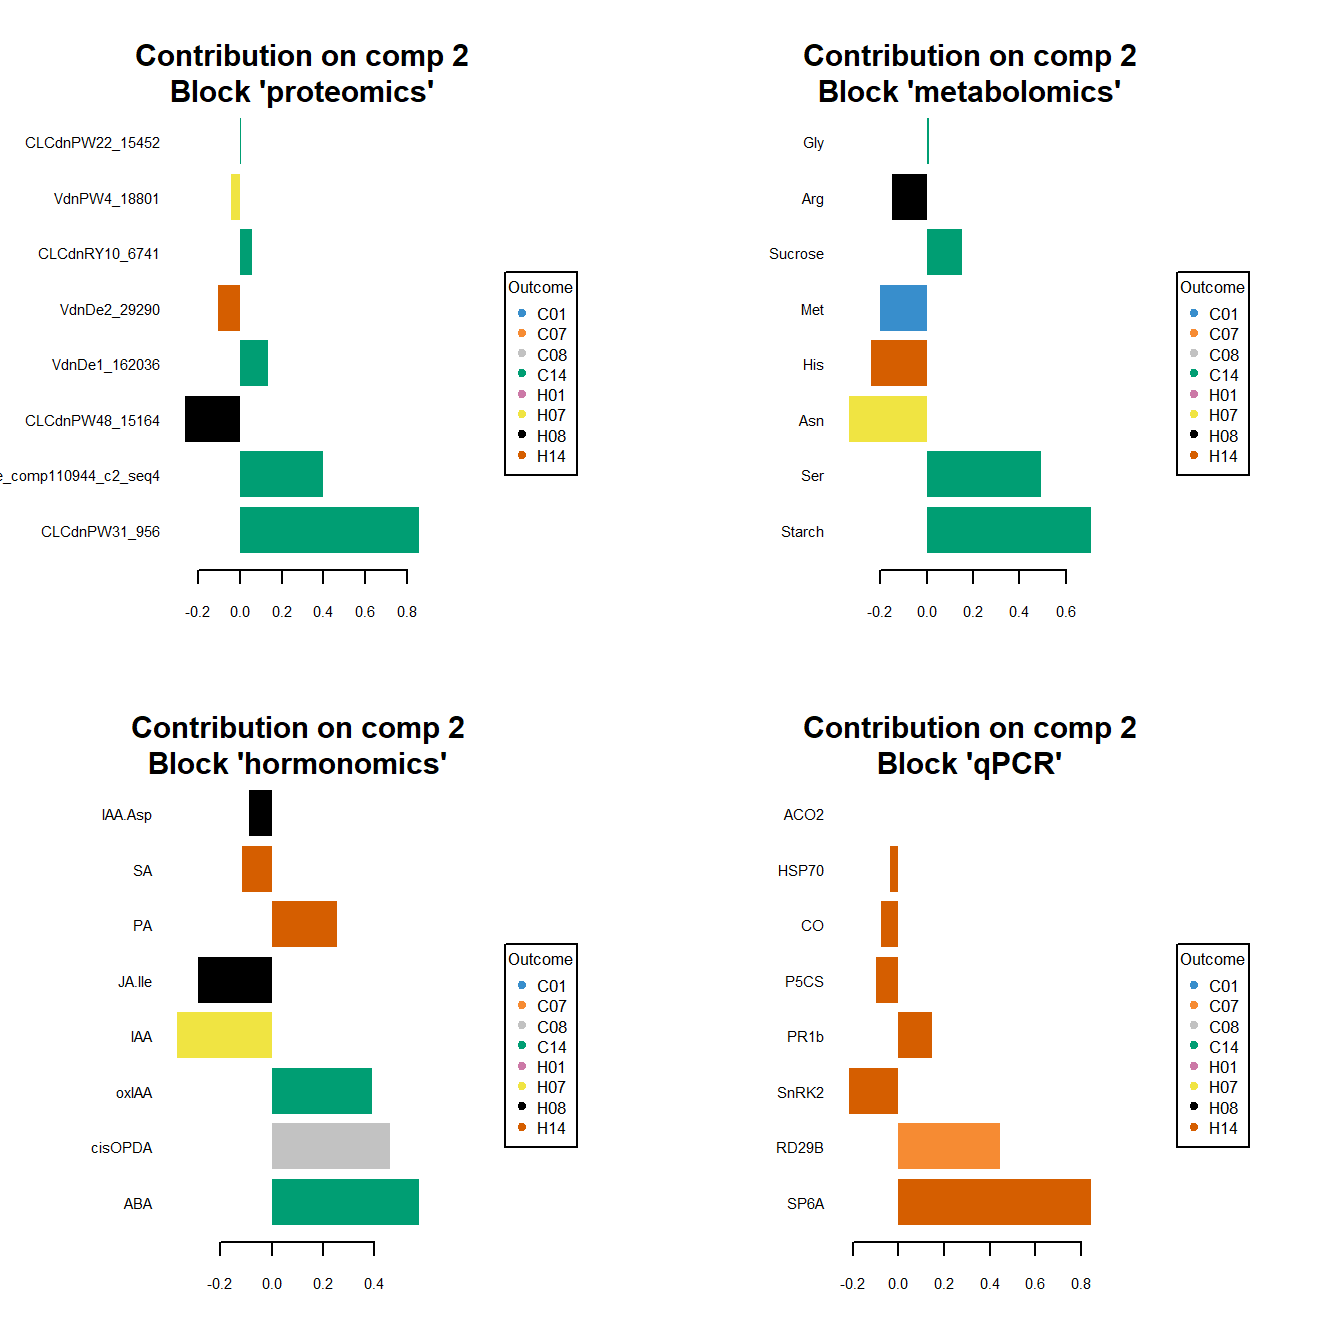 Contribution on comp 2
Block 'proteomics'
CLCdnPW22_15452
VdnPW4_18801
CLCdnRY10_6741
VdnDe2_29290
VdnDe1_162036
CLCdnPW48_15164
e_comp110944_c2_seq4
CLCdnPW31_956
-0.2 0.0 0.2 0.4 0.6 0.8
Outcome
C01
C07
C08
C14
H01
H07
H08
H14
Contribution on comp 2
Block 'metabolomics'
Gly
Arg
Sucrose
Met
His
Asn
Ser
Starch
-0.2 0.0 0.2 0.4 0.6
Outcome
C01
C07
C08
C14
H01
H07
H08
H14
Contribution on comp 2
Block 'hormonomics'
IAA.Asp
SA
PA
JA.Ile
IAA
oxIAA
cisOPDA
ABA
-0.2 0.0 0.2 0.4
Outcome
C01
C07
C08
C14
H01
H07
H08
H14
Contribution on comp 2
Block 'qPCR'
ACO2
HSP70
CO
P5CS
PR1b
SnRK2
RD29B
SP6A
-0.2 0.0 0.2 0.4 0.6 0.8
Outcome
C01
C07
C08
C14
H01
H07
H08
H14